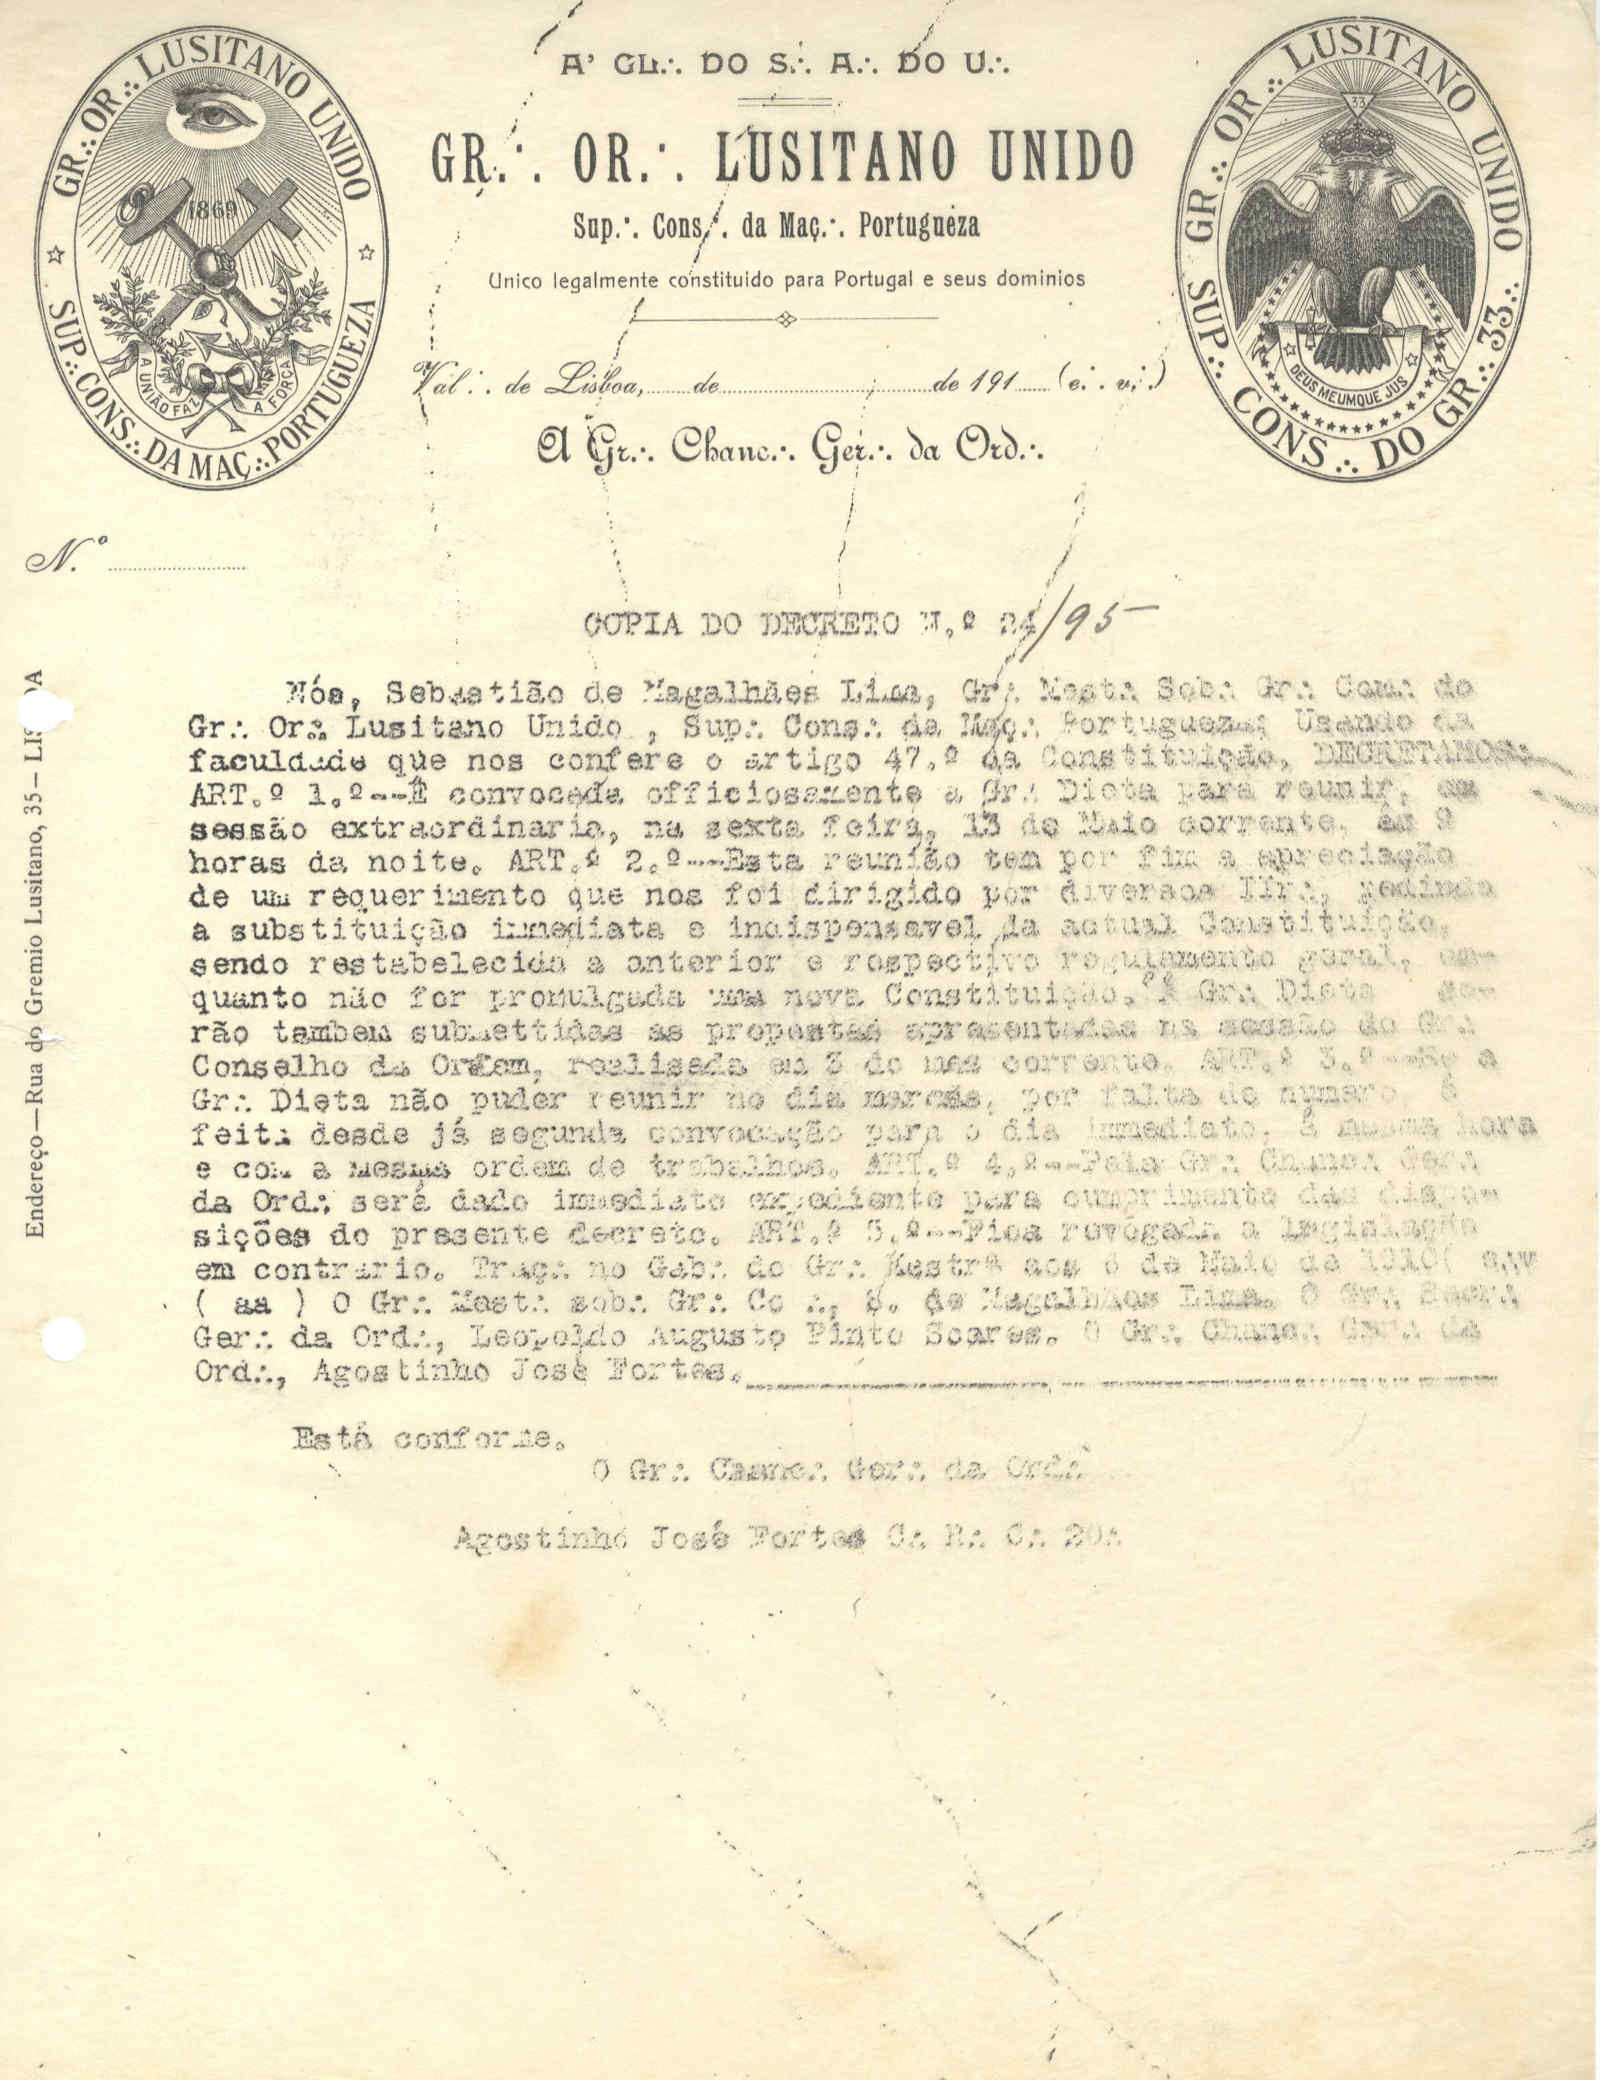 A' GL∴ DO S∴ A∴ DO U∴
GR∴ OR∴ LUSITANO UNIDO
Sup∴ Cons∴ da Maç∴ Portugueza
Unico legalmente constituido para Portugal e seus dominios
Val∴ de Lisboa, de de 191 (e∴ v∴)
A Gr∴ Chanc∴ Ger∴ da Ord∴
GR∴ OR∴ LUSITANO UNIDO
SUP∴ CONS∴ DA MAÇ∴ PORTUGUEZA
1869
A UNIÃO FAZ A FORÇA
GR∴ OR∴ LUSITANO UNIDO
SUP∴ CONS∴ DO GR∴ 33∴
33
DEUS MEUMQUE JUS
N.º
Endereço—Rua do Gremio Lusitano, 35—
COPIA DO DECRETO N.º 24/95
Nós, Sebastião de Magalhães Lima, Gr∴ Mest∴ Sob∴ Gr∴ Com∴ do
Gr∴ Or∴ Lusitano Unido , Sup∴ Cons∴ da Maç∴ Portugueza; Usando da
faculdade que nos confere o artigo 47.º da Constituição, DECRETAMOS:
ART.º 1.º--É convocada officiosamente a Gr∴ Dieta para reunir, em
sessão extraordinaria, na sexta feira, 13 de Maio corrente, ás 9
horas da noite. ART.º 2.º--Esta reunião tem por fim a apreciação
de um requerimento que nos foi dirigido por diversos IIr∴, pedindo
a substituição immediata e indispensavel da actual Constituição,
sendo restabelecida a anterior e respectivo regulamento geral, em-
quanto não for promulgada uma nova Constituição. Á Gr∴ Dieta se-
rão tambem submettidas as propostas apresentadas na sessão do Gr∴
Conselho da Ordem, realisada em 3 do mes corrente. ART.º 3.º--Se a
Gr∴ Dieta não puder reunir no dia marcado, por falta de numero é
feita desde já segunda convocação para o dia immediato, á mesma hora
e com a mesma ordem de trabalhos. ART.º 4.º--Pela Gr∴ Chanc∴ Ger∴
da Ord∴ será dado immediato expediente para cumprimento das dispo-
sições do presente decreto. ART.º 5.º--Fica revogada a legislação
em contrario. Traç∴ no Gab∴ do Gr∴ Mestr∴ aos 6 de Maio de 1910( e∴v
( aa ) O Gr∴ Mest∴ sob∴ Gr∴ Co ∴, S. de Magalhães Lima. O Gr∴ Secr∴
Ger∴ da Ord∴, Leopoldo Augusto Pinto Soares. O Gr∴ Chanc∴ Ger∴ da
Ord∴, Agostinho José Fortes.
Está conforme.
O Gr∴ Chanc∴ Ger∴ da Ord∴
Agostinho José Fortes C∴ R∴ C∴ 20∴